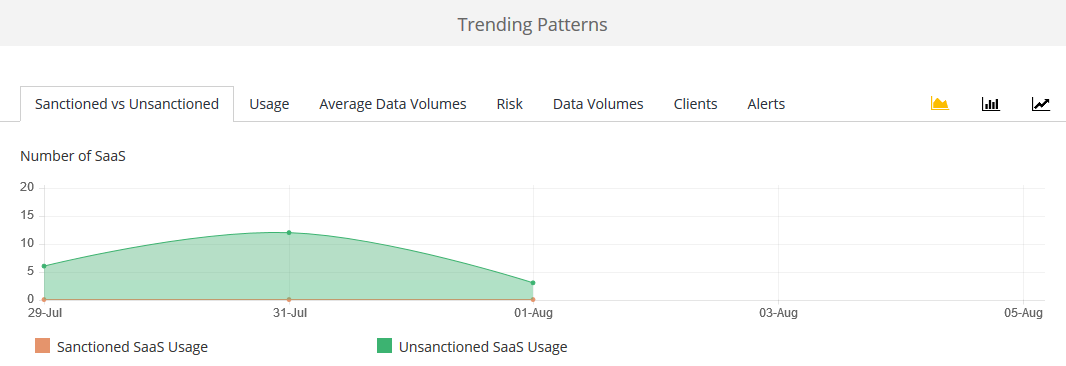 Trending Patterns
Sanctioned vs Unsanctioned Usage Average Data Volumes Risk Data Volumes Clients Alerts
Number of SaaS
20
15
10
5
0
29-Jul 31-Jul 01-Aug 03-Aug 05-Aug
Sanctioned SaaS Usage Unsanctioned SaaS Usage